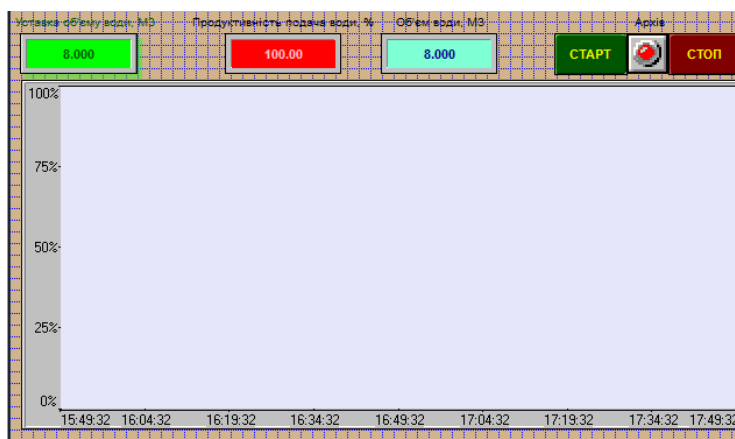 Уставка об'єму води, М3 Продуктивність подача води, % Об'єм води, М3 Архів
8.000 100.00 8.000 СТАРТ СТОП
100%
75%
50%
25%
0%
15:49:32 16:04:32 16:19:32 16:34:32 16:49:32 17:04:32 17:19:32 17:34:32 17:49:32